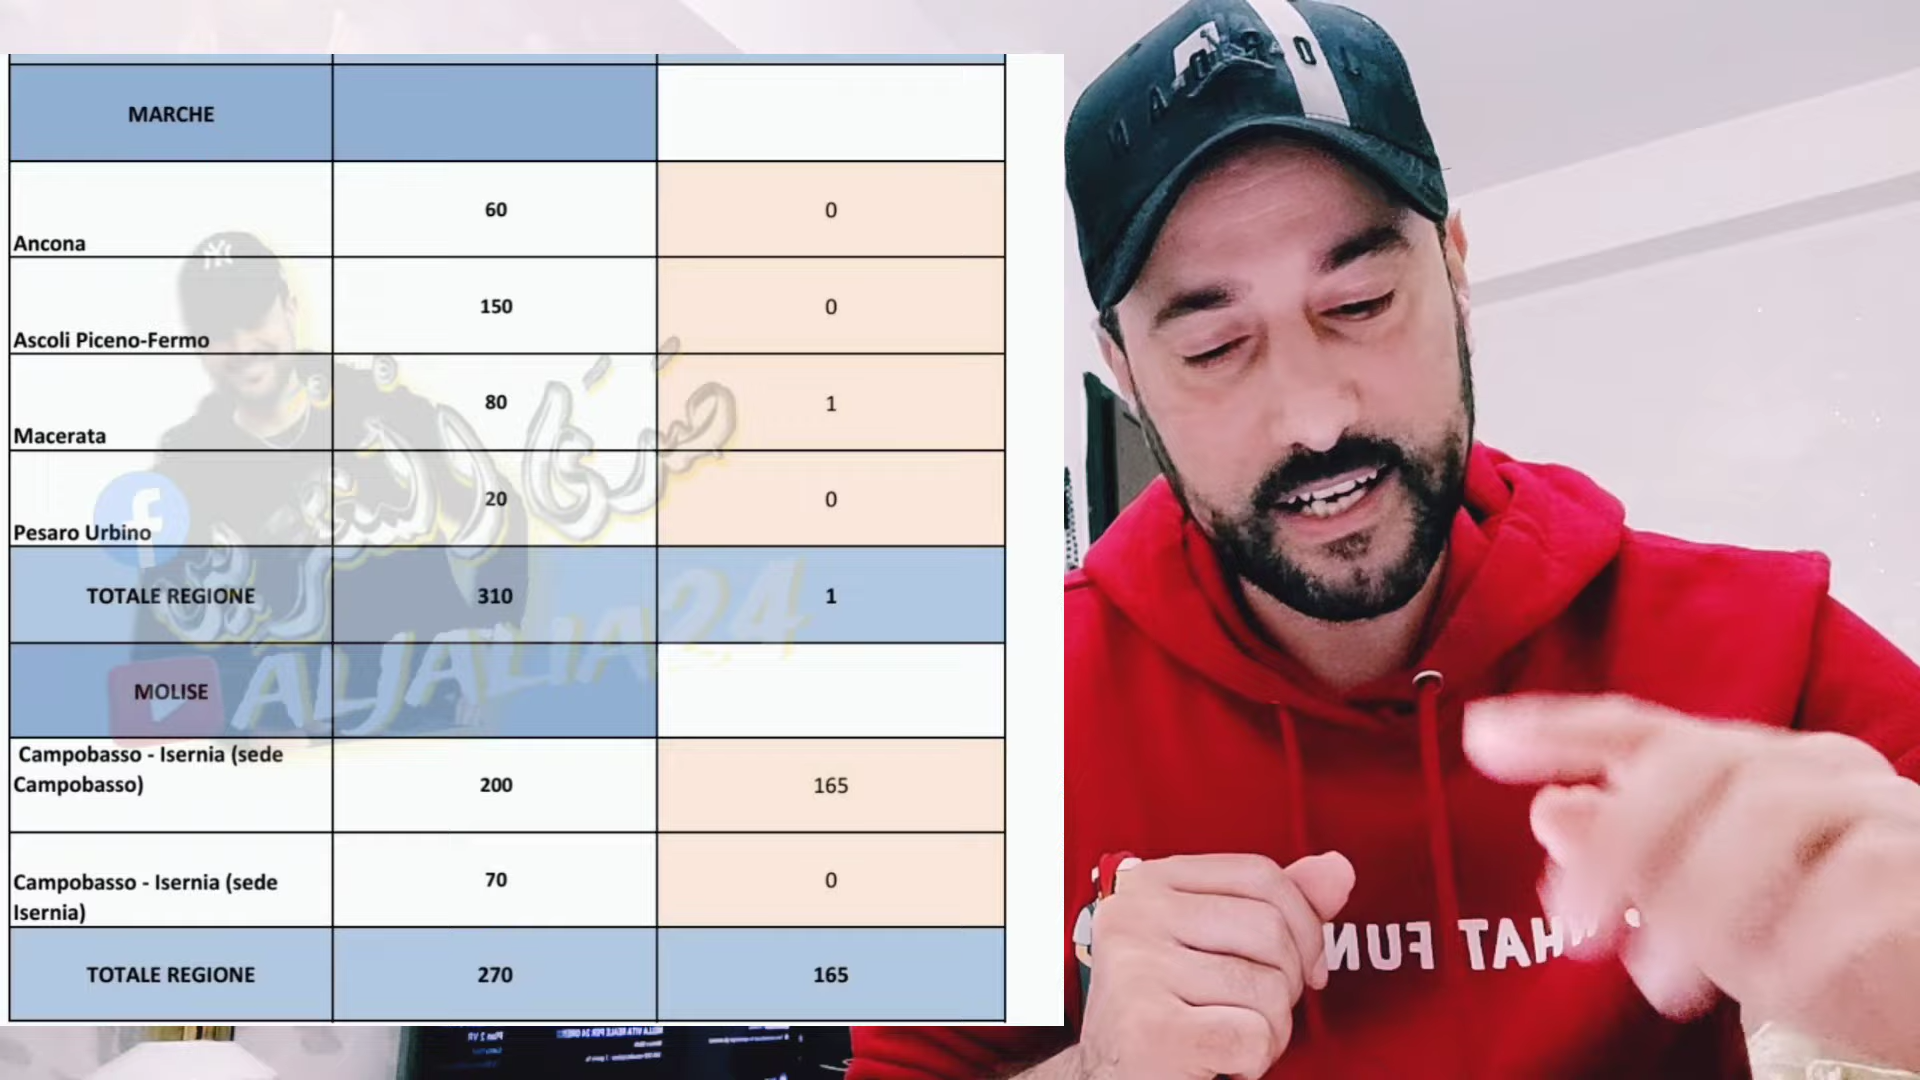 MARCHE
Ancona 60 0
Ascoli Piceno-Fermo 150 0
Macerata 80 1
Pesaro Urbino 20 0
TOTALE REGIONE 310 1
MOLISE
Campobasso - Isernia (sede
Campobasso) 200 165
Campobasso - Isernia (sede
Isernia) 70 0
TOTALE REGIONE 270 165
ALJALIA24
WHAT FUN